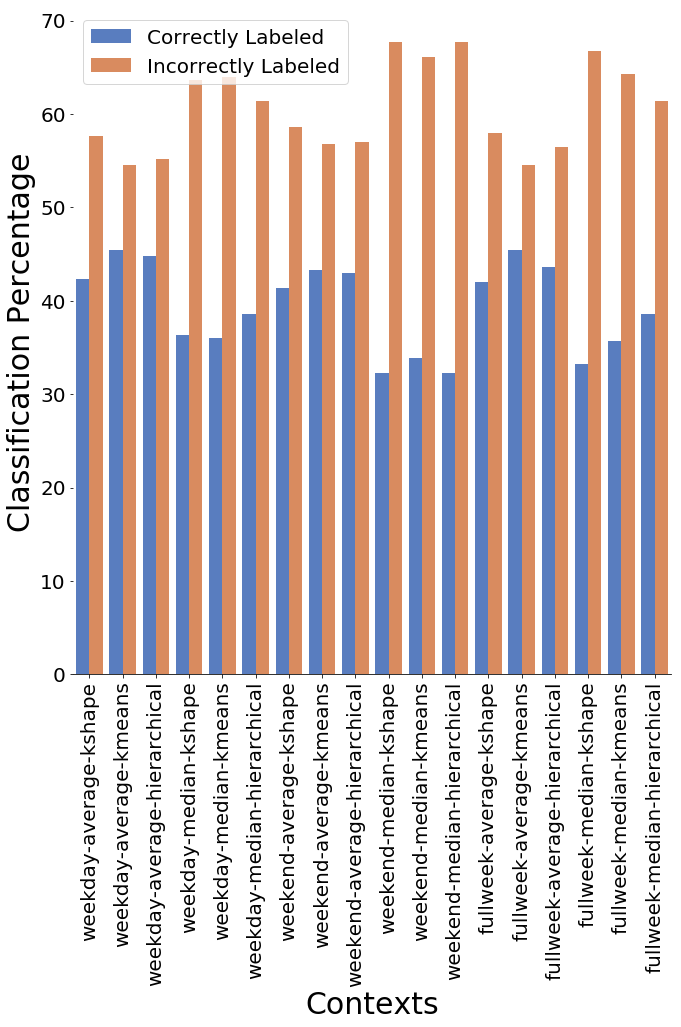 70
60
50
40
30
20
10
0
Correctly Labeled
Incorrectly Labeled
Classification Percentage
weekday-average-kshape
weekday-average-kmeans
weekday-average-hierarchical
weekday-median-kshape
weekday-median-kmeans
weekday-median-hierarchical
weekend-average-kshape
weekend-average-kmeans
weekend-average-hierarchical
weekend-median-kshape
weekend-median-kmeans
weekend-median-hierarchical
fullweek-average-kshape
fullweek-average-kmeans
fullweek-average-hierarchical
fullweek-median-kshape
fullweek-median-kmeans
fullweek-median-hierarchical
Contexts